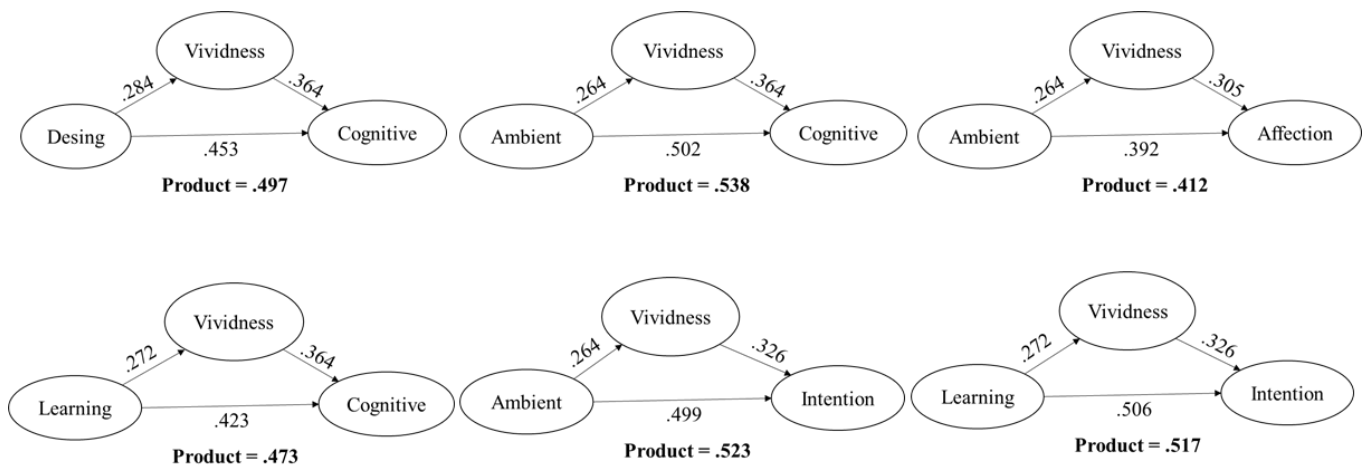 Vividness
.284
.364
Desing
Cognitive
.453
Product = .497
Vividness
.264
.364
Ambient
Cognitive
.502
Product = .538
Vividness
.264
.305
Ambient
Affection
.392
Product = .412
Vividness
.272
.364
Learning
Cognitive
.423
Product = .473
Vividness
.264
.326
Ambient
Intention
.499
Product = .523
Vividness
.272
.326
Learning
Intention
.506
Product = .517